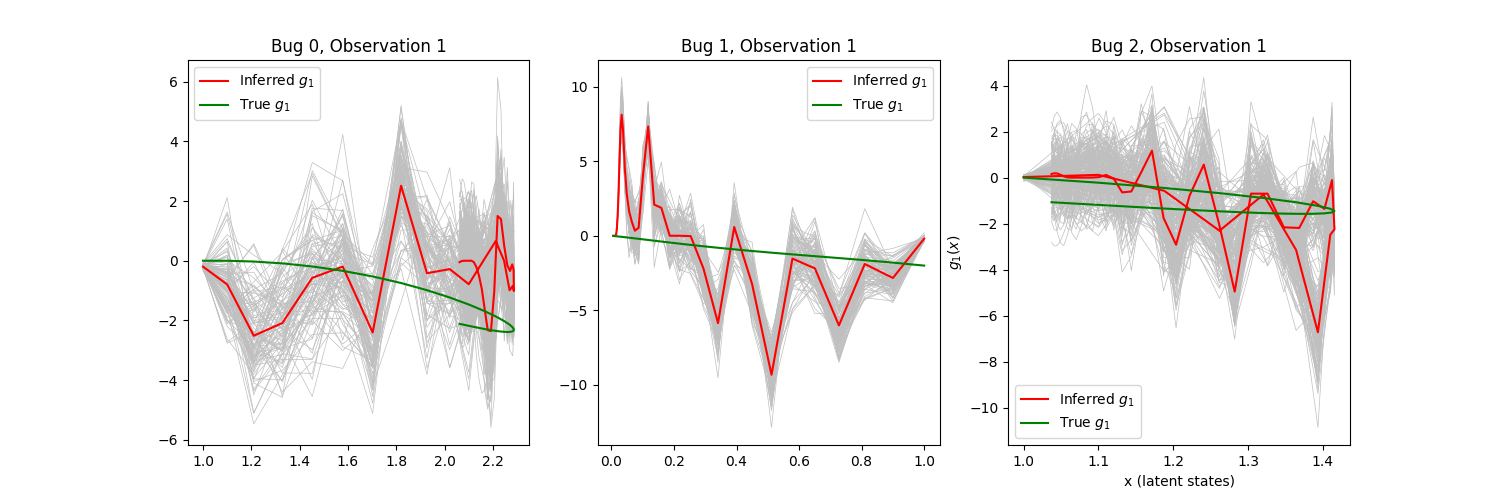 Bug 0, Observation 1
Inferred g₁
True g₁
6
4
2
0
−2
−4
−6
1.0 1.2 1.4 1.6 1.8 2.0 2.2
Bug 1, Observation 1
Inferred g₁
True g₁
10
5
0
−5
−10
0.0 0.2 0.4 0.6 0.8 1.0
Bug 2, Observation 1
g₁(x)
4
2
0
−2
−4
−6
−8
−10
Inferred g₁
True g₁
1.0 1.1 1.2 1.3 1.4
x (latent states)